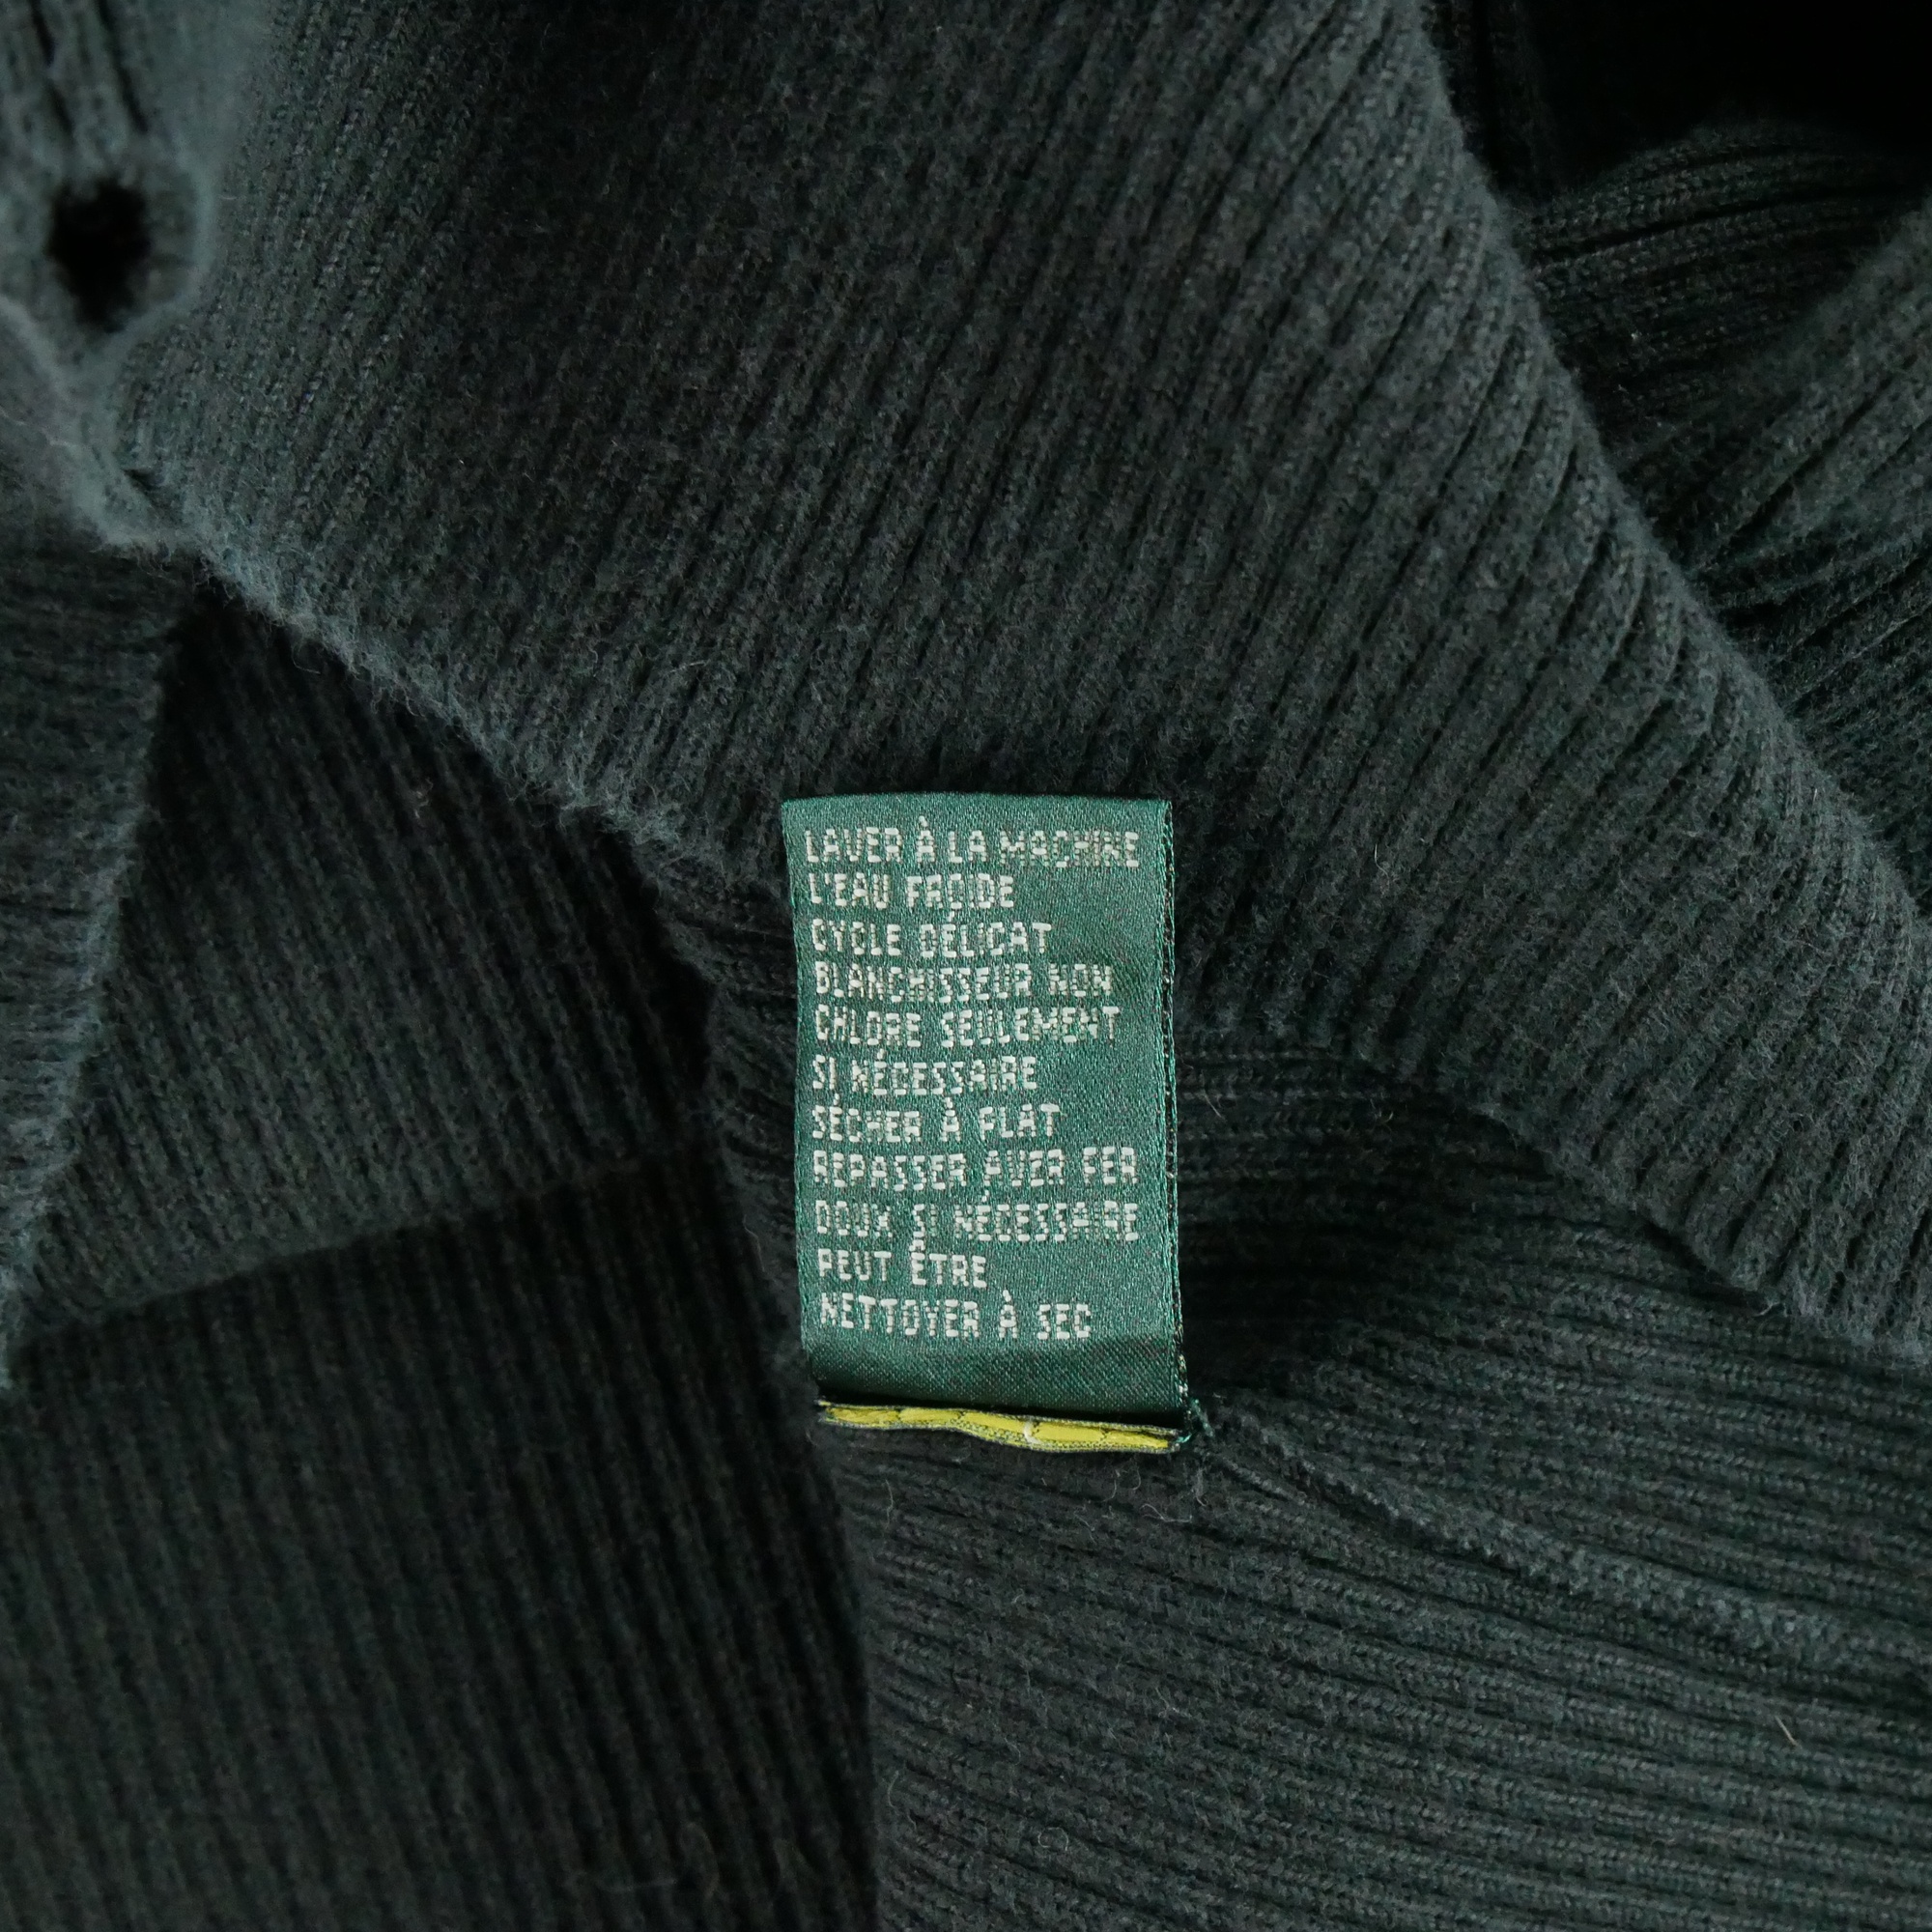 LAVER À LA MACHINE
L'EAU FROIDE
CYCLE DÉLICAT
BLANCHISSEUR NON
CHLORE SEULEMENT
SI NÉCESSAIRE
SÉCHER À PLAT
REPASSER AVER FER
DOUX SI NÉCESSAIRE
PEUT ÊTRE
NETTOYER À SEC